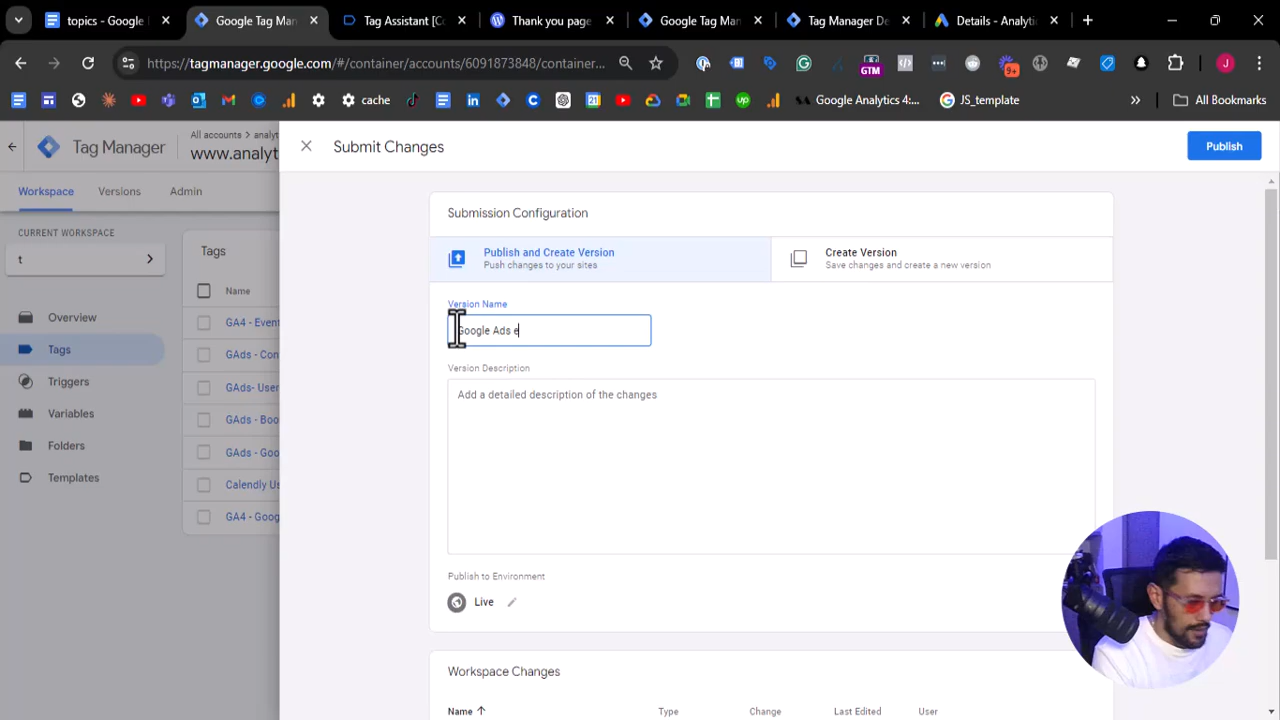 topics - Google
Google Tag Man
Tag Assistant [Co
Thank you page
Google Tag Man
Tag Manager De
Details - Analytic
https://tagmanager.google.com/#/container/accounts/6091873848/container...
GTM
9+
J
cache
Google Analytics 4:...
JS_template
All Bookmarks
Tag Manager
All accounts > analyt
www.analyt
Submit Changes
Publish
Workspace
Versions
Admin
CURRENT WORKSPACE
t
Overview
Tags
Triggers
Variables
Folders
Templates
Tags
Name
GA4 - Even
GAds - Con
GAds- User
GAds - Boo
GAds - Goo
Calendly Us
GA4 - Goog
Submission Configuration
Publish and Create Version
Push changes to your sites
Create Version
Save changes and create a new version
Version Name
Google Ads e
Version Description
Add a detailed description of the changes
Publish to Environment
Live
Workspace Changes
Name
Type
Change
Last Edited
User